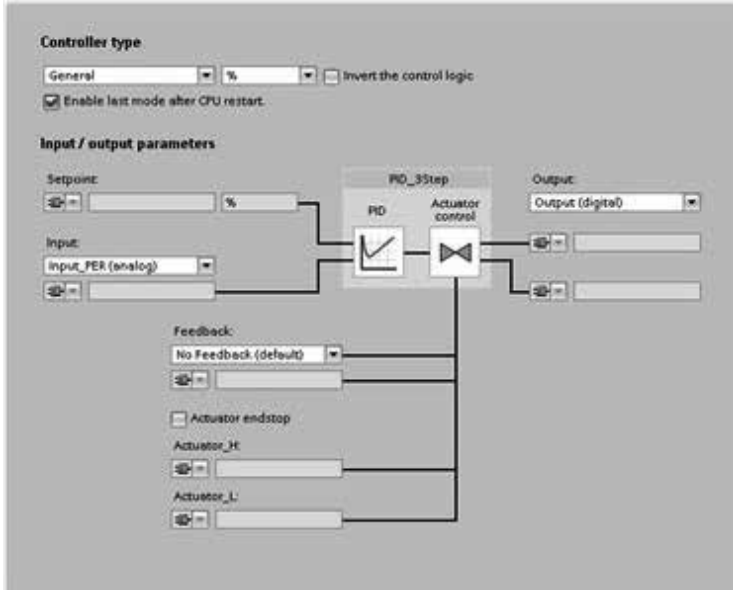 Controller type
General % Invert the control logic
Enable last mode after CPU restart.
Input / output parameters
Setpoint:
%
PID_3Step
PID
Actuator
control
Output:
Output (digital)
Input:
Input_PER (analog)
Feedback:
No Feedback (default)
Actuator endstop
Actuator_H:
Actuator_L: